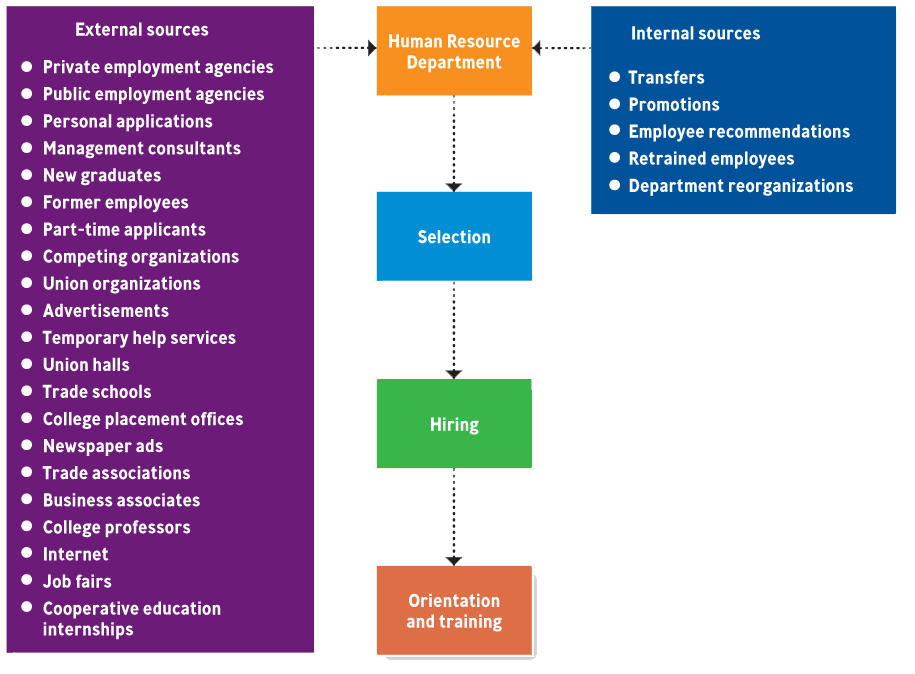 External sources
Private employment agencies
Public employment agencies
Personal applications
Management consultants
New graduates
Former employees
Part-time applicants
Competing organizations
Union organizations
Advertisements
Temporary help services
Union halls
Trade schools
College placement offices
Newspaper ads
Trade associations
Business associates
College professors
Internet
Job fairs
Cooperative education
internships
Human Resource
Department
Selection
Hiring
Orientation
and training
Internal sources
Transfers
Promotions
Employee recommendations
Retrained employees
Department reorganizations